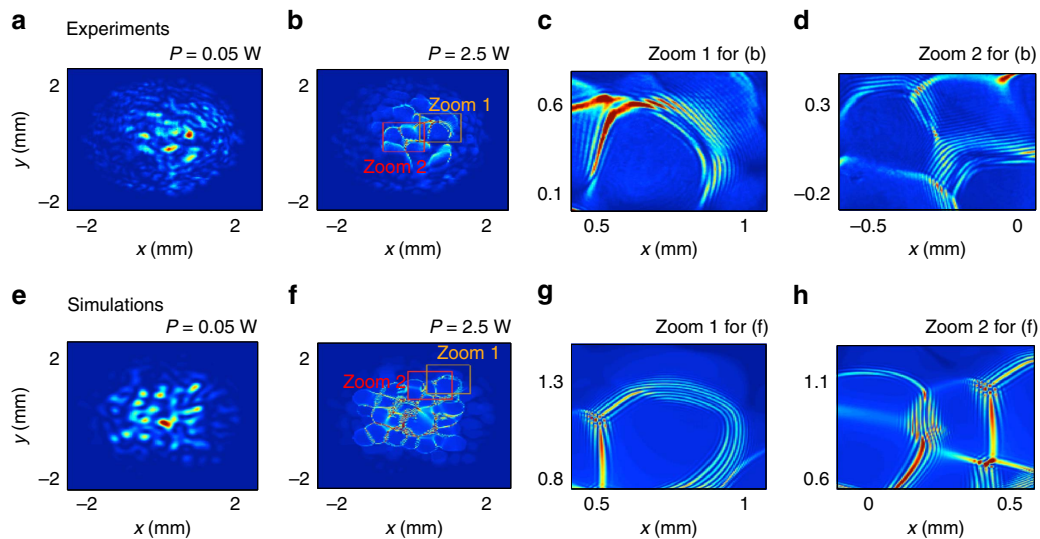 a
Experiments
P = 0.05 W
2
−2
y (mm)
−2
2
x (mm)
b
P = 2.5 W
2
−2
Zoom 1
Zoom 2
−2
2
x (mm)
c
Zoom 1 for (b)
0.6
0.1
0.5
1
x (mm)
d
Zoom 2 for (b)
0.3
−0.2
−0.5
0
x (mm)
e
Simulations
P = 0.05 W
2
−2
y (mm)
−2
2
x (mm)
f
P = 2.5 W
2
−2
Zoom 1
Zoom 2
−2
2
x (mm)
g
Zoom 1 for (f)
1.3
0.8
0.5
1
x (mm)
h
Zoom 2 for (f)
1.1
0.6
0
0.5
x (mm)